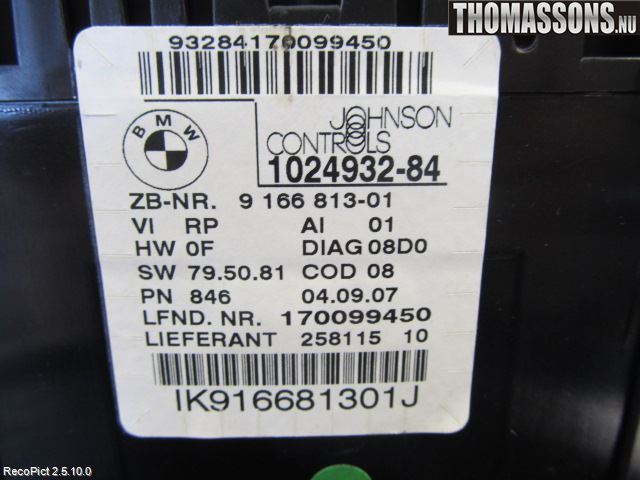 THOMASSONS.NU
93284170099450
BMW
JOHNSON
CONTROLS
1024932-84
ZB-NR. 9 166 813-01
VI RP AI 01
HW 0F DIAG 08D0
SW 79.50.81 COD 08
PN 846 04.09.07
LFND. NR. 170099450
LIEFERANT 258115 10
IK916681301J
RecoPict 2.5.10.0